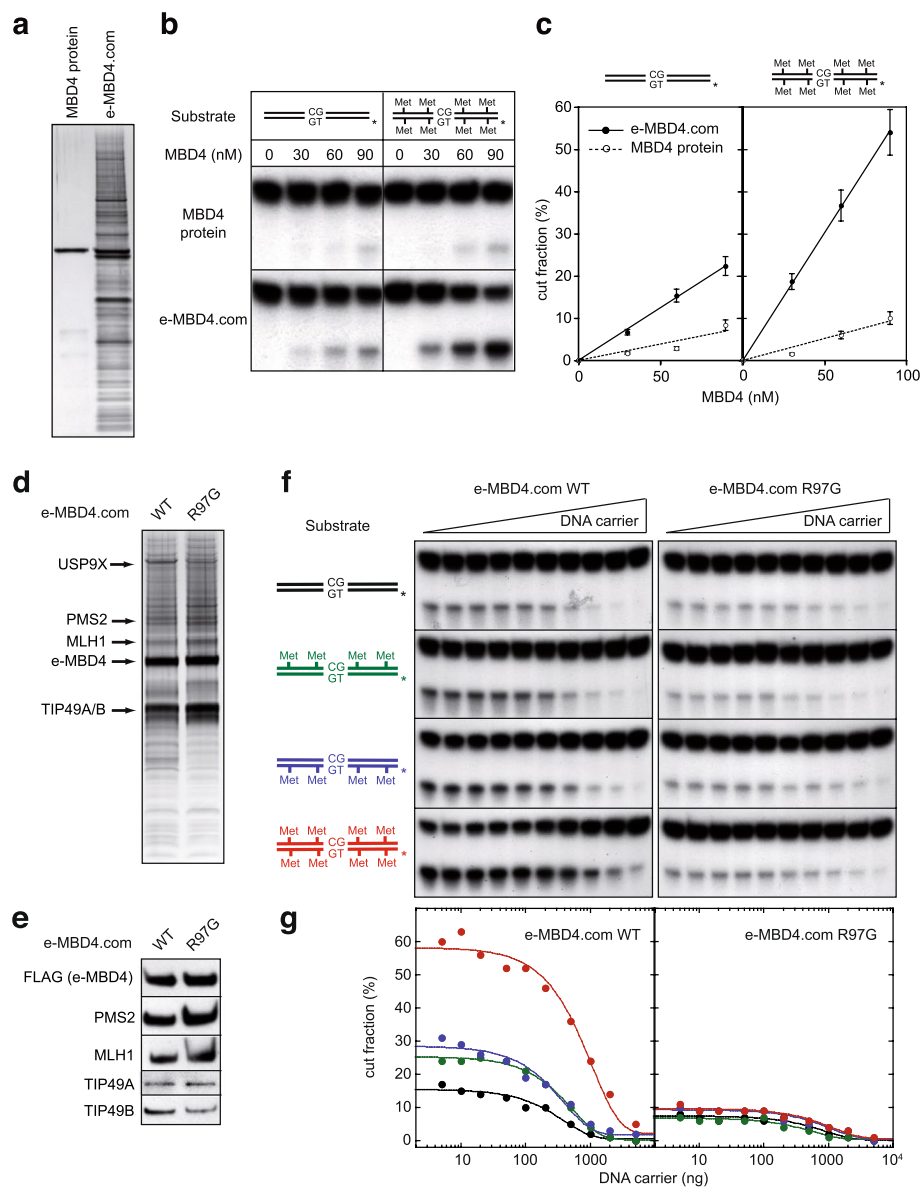 a
MBD4 protein
e-MBD4.com
b
Substrate
CG
GT
*
Met Met Met Met
CG
GT
*
Met Met Met Met
MBD4 (nM)
0 30 60 90 0 30 60 90
MBD4
protein
e-MBD4.com
c
CG
GT
*
Met Met Met Met
CG
GT
*
Met Met Met Met
e-MBD4.com
MBD4 protein
cut fraction (%)
60
50
40
30
20
10
0
0 50 0 50 100
MBD4 (nM)
d
e-MBD4.com
WT
R97G
USP9X
PMS2
MLH1
e-MBD4
TIP49A/B
e
e-MBD4.com
WT
R97G
FLAG (e-MBD4)
PMS2
MLH1
TIP49A
TIP49B
f
e-MBD4.com WT
e-MBD4.com R97G
Substrate
DNA carrier
DNA carrier
CG
GT
*
Met Met Met Met
CG
GT
*
CG
GT
*
Met Met Met Met
Met Met Met Met
CG
GT
*
Met Met Met Met
g
e-MBD4.com WT
e-MBD4.com R97G
cut fraction (%)
60
50
40
30
20
10
0
10 100 1000 10 100 1000 10⁴
DNA carrier (ng)